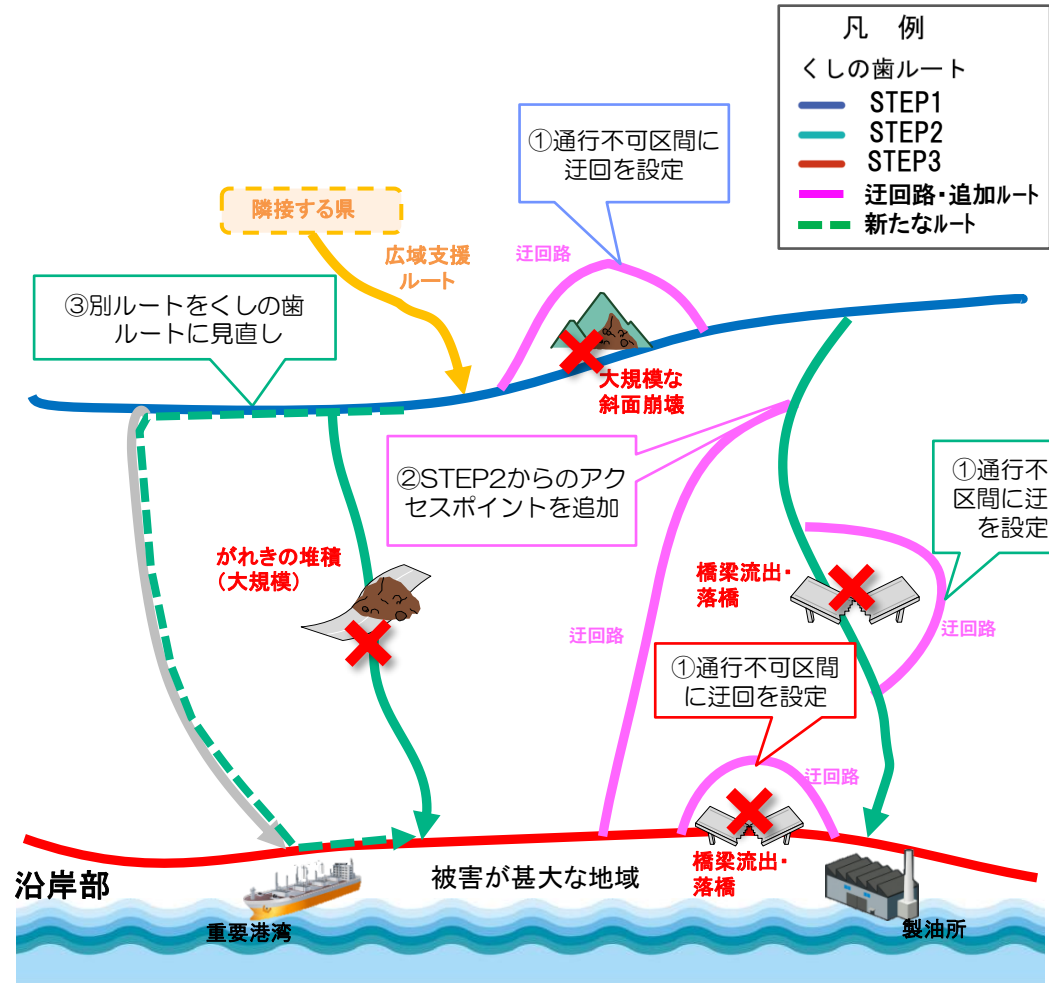 凡 例
くしの歯ルート
STEP1
STEP2
STEP3
迂回路・追加ルート
新たなルート
①通行不可区間に
迂回を設定
隣接する県
広域支援
ルート
迂回路
③別ルートをくしの歯
ルートに見直し
大規模な
斜面崩壊
②STEP2からのアク
セスポイントを追加
①通行不
区間に迂
を設定
がれきの堆積
(大規模)
橋梁流出・
落橋
迂回路
迂回路
①通行不可区間
に迂回を設定
迂回路
橋梁流出・
落橋
沿岸部
被害が甚大な地域
重要港湾
製油所